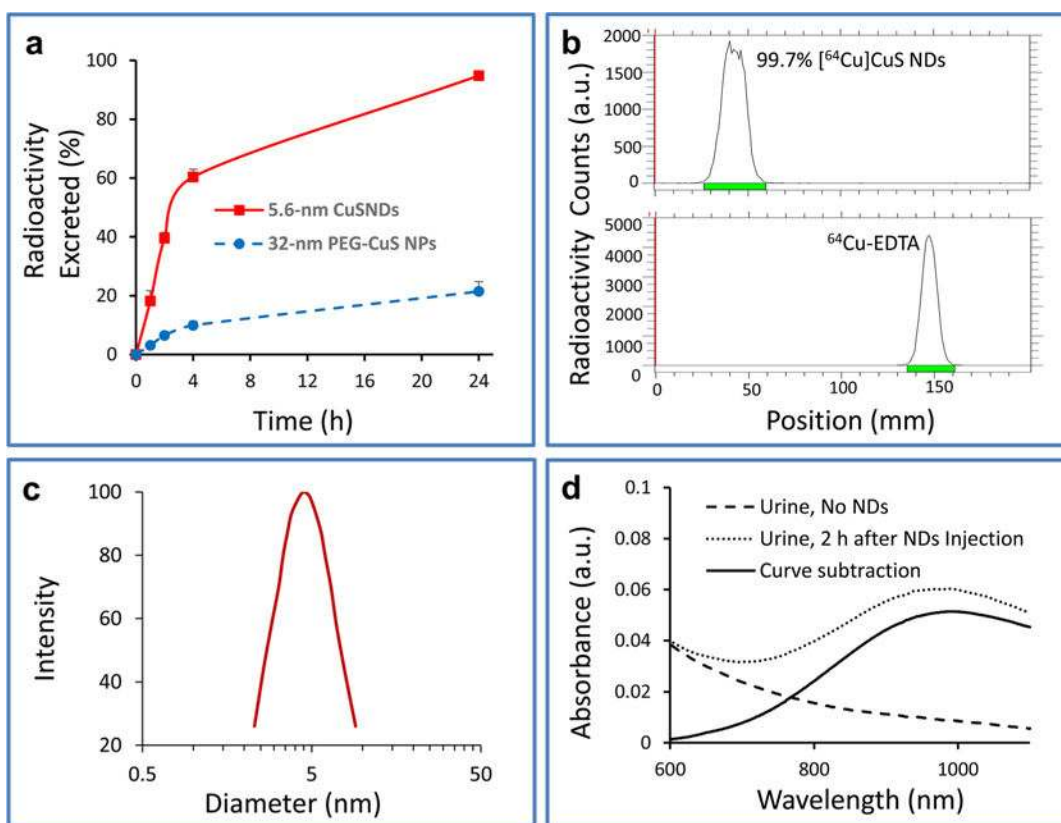 a
Radioactivity
Excreted (%)
100
80
60
40
20
0
5.6-nm CuSNDs
32-nm PEG-CuS NPs
0 4 8 12 16 20 24
Time (h)
b
Radioactivity Counts (a.u.)
2000
1500
1000
500
0
99.7% [⁶⁴Cu]CuS NDs
5000
4000
3000
2000
1000
0
⁶⁴Cu-EDTA
0 50 100 150
Position (mm)
c
Intensity
100
80
60
40
20
0.5 5 50
Diameter (nm)
d
Absorbance (a.u.)
0.1
0.08
0.06
0.04
0.02
0
Urine, No NDs
Urine, 2 h after NDs Injection
Curve subtraction
600 800 1000
Wavelength (nm)